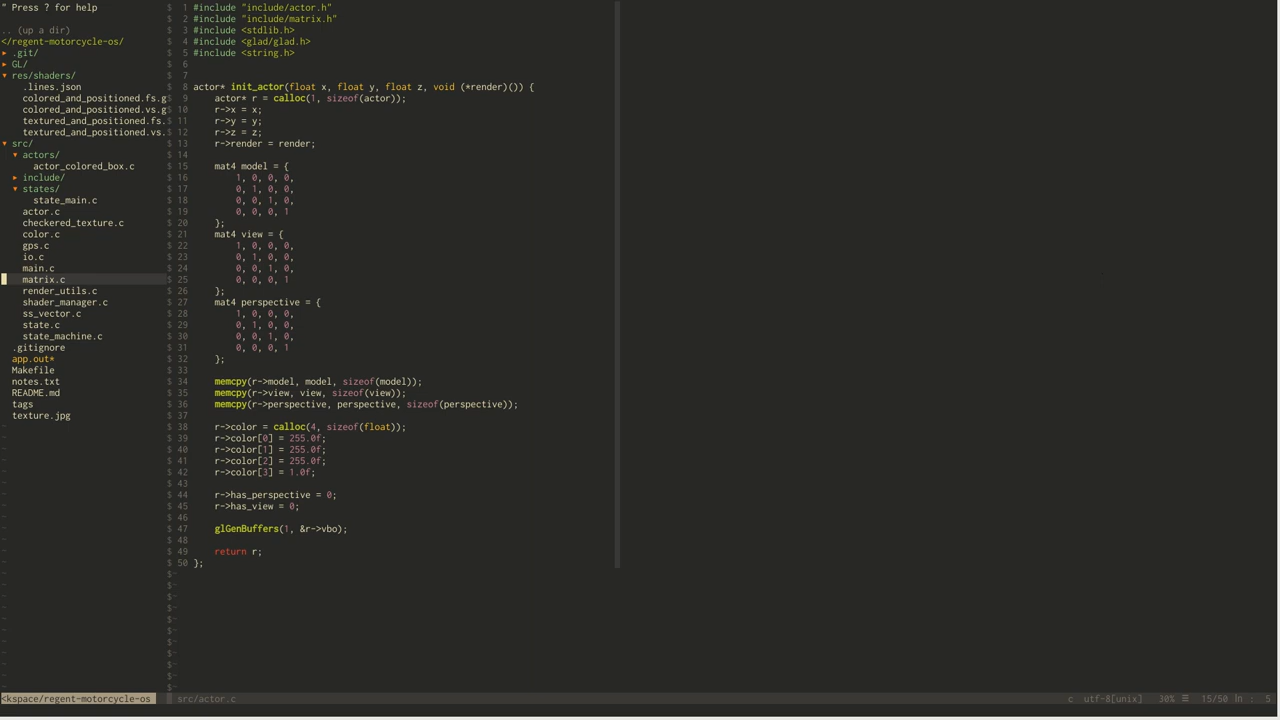 " Press ? for help
.. (up a dir)
</regent-motorcycle-os/
▸ .git/
▸ GL/
▾ res/shaders/
.lines.json
colored_and_positioned.fs.g
colored_and_positioned.vs.g
textured_and_positioned.fs.
textured_and_positioned.vs.
▾ src/
▾ actors/
actor_colored_box.c
▸ include/
▾ states/
state_main.c
actor.c
checkered_texture.c
color.c
gps.c
io.c
main.c
matrix.c
render_utils.c
shader_manager.c
ss_vector.c
state.c
state_machine.c
.gitignore
app.out*
Makefile
notes.txt
README.md
tags
texture.jpg
<kspace/regent-motorcycle-os
$ 1 #include "include/actor.h"
$ 2 #include "include/matrix.h"
$ 3 #include <stdlib.h>
$ 4 #include <glad/glad.h>
$ 5 #include <string.h>
$ 6
$ 7
$ 8 actor* init_actor(float x, float y, float z, void (*render)()) {
$ 9     actor* r = calloc(1, sizeof(actor));
$ 10     r->x = x;
$ 11     r->y = y;
$ 12     r->z = z;
$ 13     r->render = render;
$ 14
$ 15     mat4 model = {
$ 16         1, 0, 0, 0,
$ 17         0, 1, 0, 0,
$ 18         0, 0, 1, 0,
$ 19         0, 0, 0, 1
$ 20     };
$ 21     mat4 view = {
$ 22         1, 0, 0, 0,
$ 23         0, 1, 0, 0,
$ 24         0, 0, 1, 0,
$ 25         0, 0, 0, 1
$ 26     };
$ 27     mat4 perspective = {
$ 28         1, 0, 0, 0,
$ 29         0, 1, 0, 0,
$ 30         0, 0, 1, 0,
$ 31         0, 0, 0, 1
$ 32     };
$ 33
$ 34     memcpy(r->model, model, sizeof(model));
$ 35     memcpy(r->view, view, sizeof(view));
$ 36     memcpy(r->perspective, perspective, sizeof(perspective));
$ 37
$ 38     r->color = calloc(4, sizeof(float));
$ 39     r->color[0] = 255.0f;
$ 40     r->color[1] = 255.0f;
$ 41     r->color[2] = 255.0f;
$ 42     r->color[3] = 1.0f;
$ 43
$ 44     r->has_perspective = 0;
$ 45     r->has_view = 0;
$ 46
$ 47     glGenBuffers(1, &r->vbo);
$ 48
$ 49     return r;
$ 50 };
src/actor.c
c utf-8[unix] 30% ☰ 15/50 ln : 5